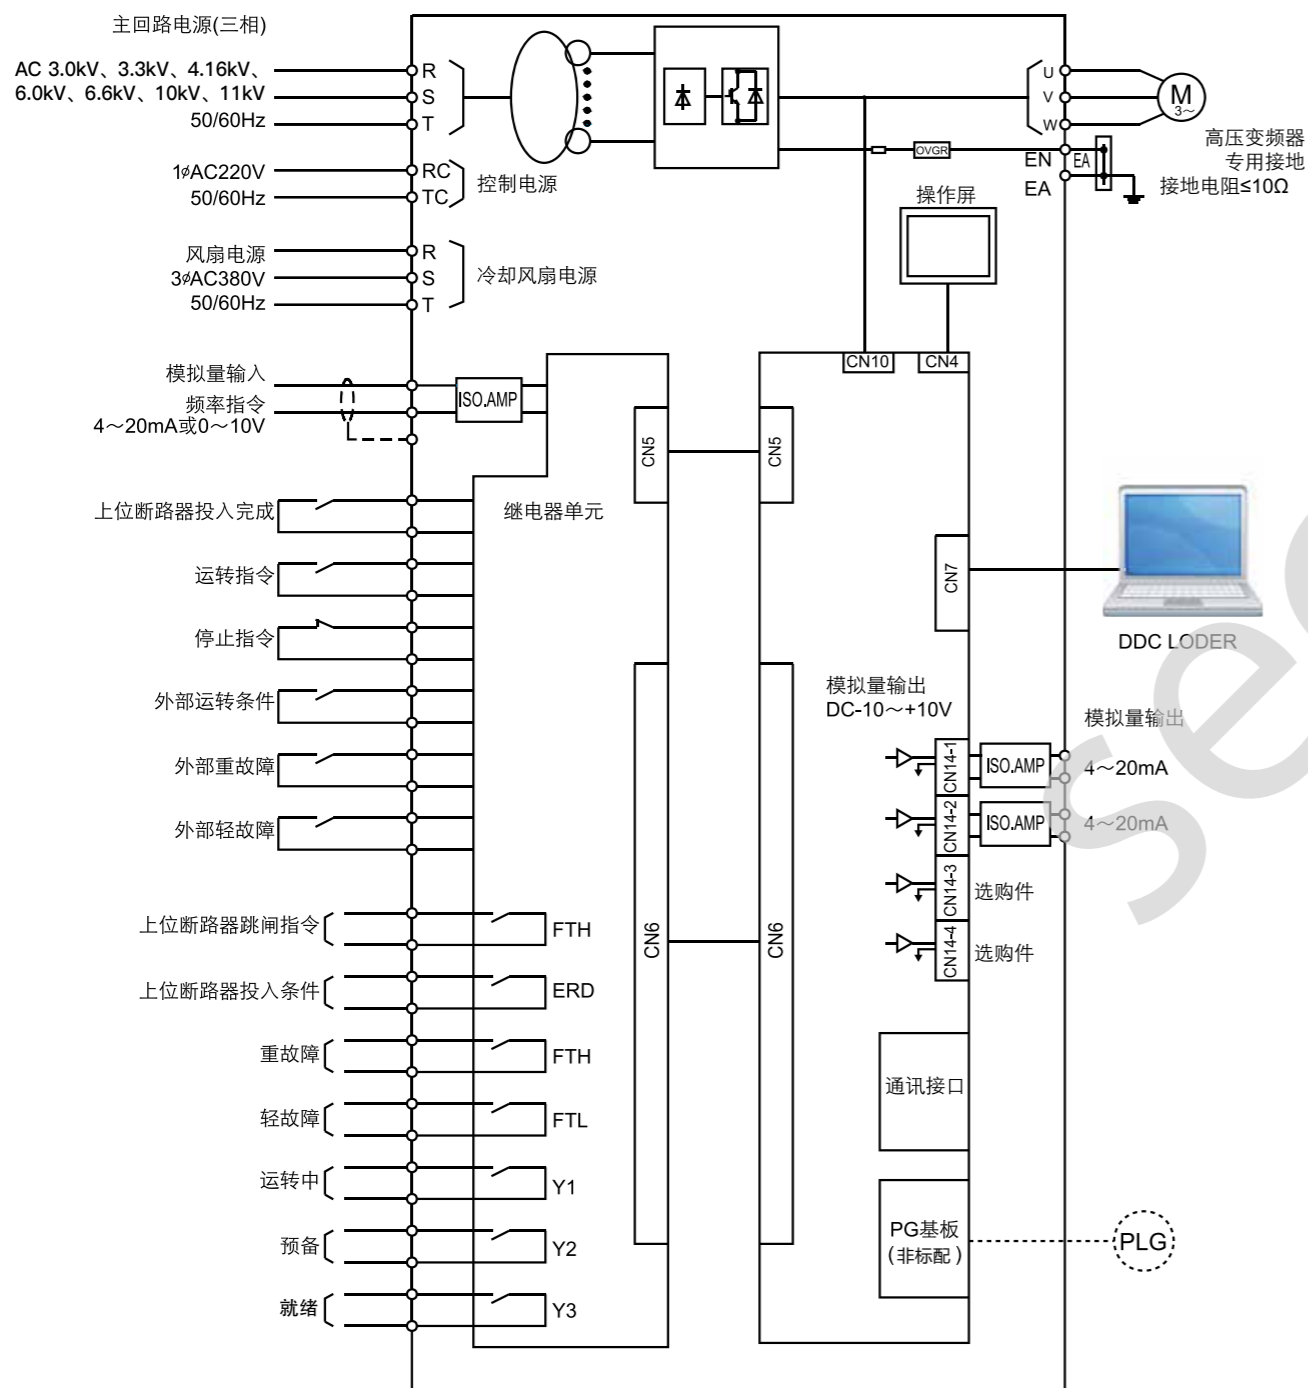 主回路电源(三相)
AC 3.0kV、3.3kV、4.16kV、
6.0kV、6.6kV、10kV、11kV
50/60Hz
R
S
T
U
V
W
M
3～
OVGR
EN
EA
EA
高压变频器
专用接地
接地电阻≤10Ω
1φAC220V
50/60Hz
RC
TC
控制电源
操作屏
风扇电源
3φAC380V
50/60Hz
R
S
T
冷却风扇电源
CN10
CN4
模拟量输入
频率指令
4～20mA或0～10V
ISO.AMP
CN5
CN5
上位断路器投入完成
继电器单元
运转指令
CN7
DDC LODER
停止指令
外部运转条件
外部重故障
外部轻故障
模拟量输出
DC-10～+10V
模拟量输出
CN14-1
ISO.AMP
4～20mA
CN14-2
ISO.AMP
4～20mA
CN14-3
选购件
CN14-4
选购件
CN6
CN6
上位断路器跳闸指令
FTH
上位断路器投入条件
ERD
重故障
FTH
轻故障
FTL
运转中
Y1
预备
Y2
就绪
Y3
通讯接口
PG基板
(非标配)
PLG